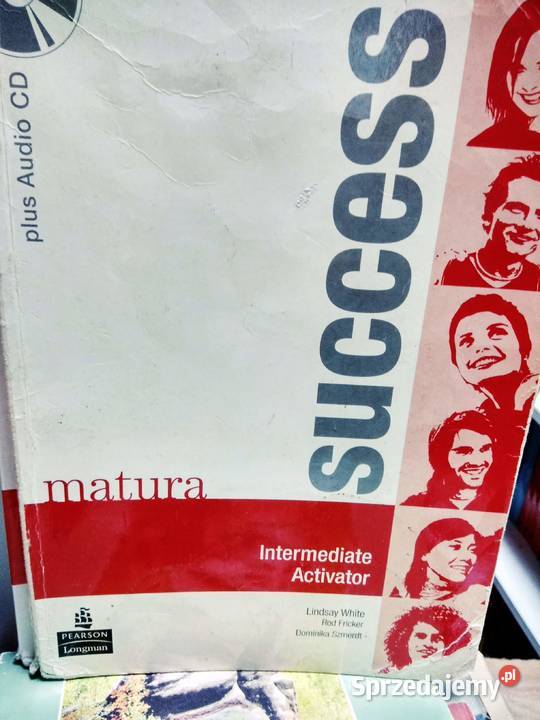 plus Audio CD
success
matura
Intermediate
Activator
Lindsay White
Rod Fricker
Dominika Szmerdt
PEARSON
Longman
Sprzedajemy.pl